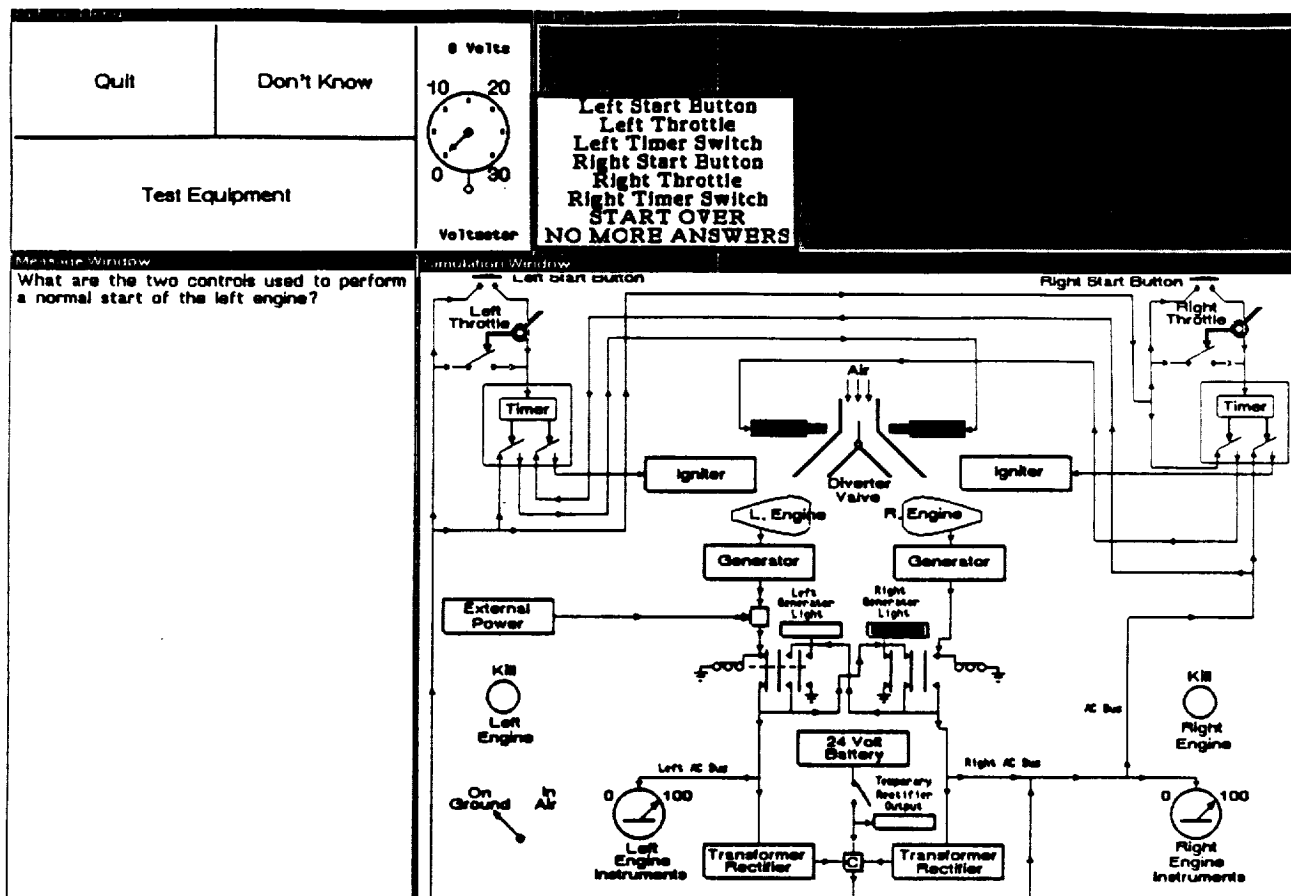 Quit
Don't Know
Test Equipment
0 Volts
10
20
0
30
Voltmeter
Left Start Button
Left Throttle
Left Timer Switch
Right Start Button
Right Throttle
Right Timer Switch
START OVER
NO MORE ANSWERS
Message Window
What are the two controls used to perform
a normal start of the left engine?
Simulation Window
Left Start Button
Right Start Button
Left
Throttle
Right
Throttle
Air
Timer
Timer
Igniter
Igniter
Diverter
Valve
L. Engine
R. Engine
Generator
Generator
External
Power
Left
Generator
Light
Right
Generator
Light
Kill
Left
Engine
Kill
Right
Engine
AC Bus
24 Volt
Battery
Left AC Bus
Right AC Bus
Temporary
Rectifier
Output
On
Ground
In
Air
0
100
Left
Engine
Instruments
0
100
Right
Engine
Instruments
Transformer
Rectifier
C
Transformer
Rectifier